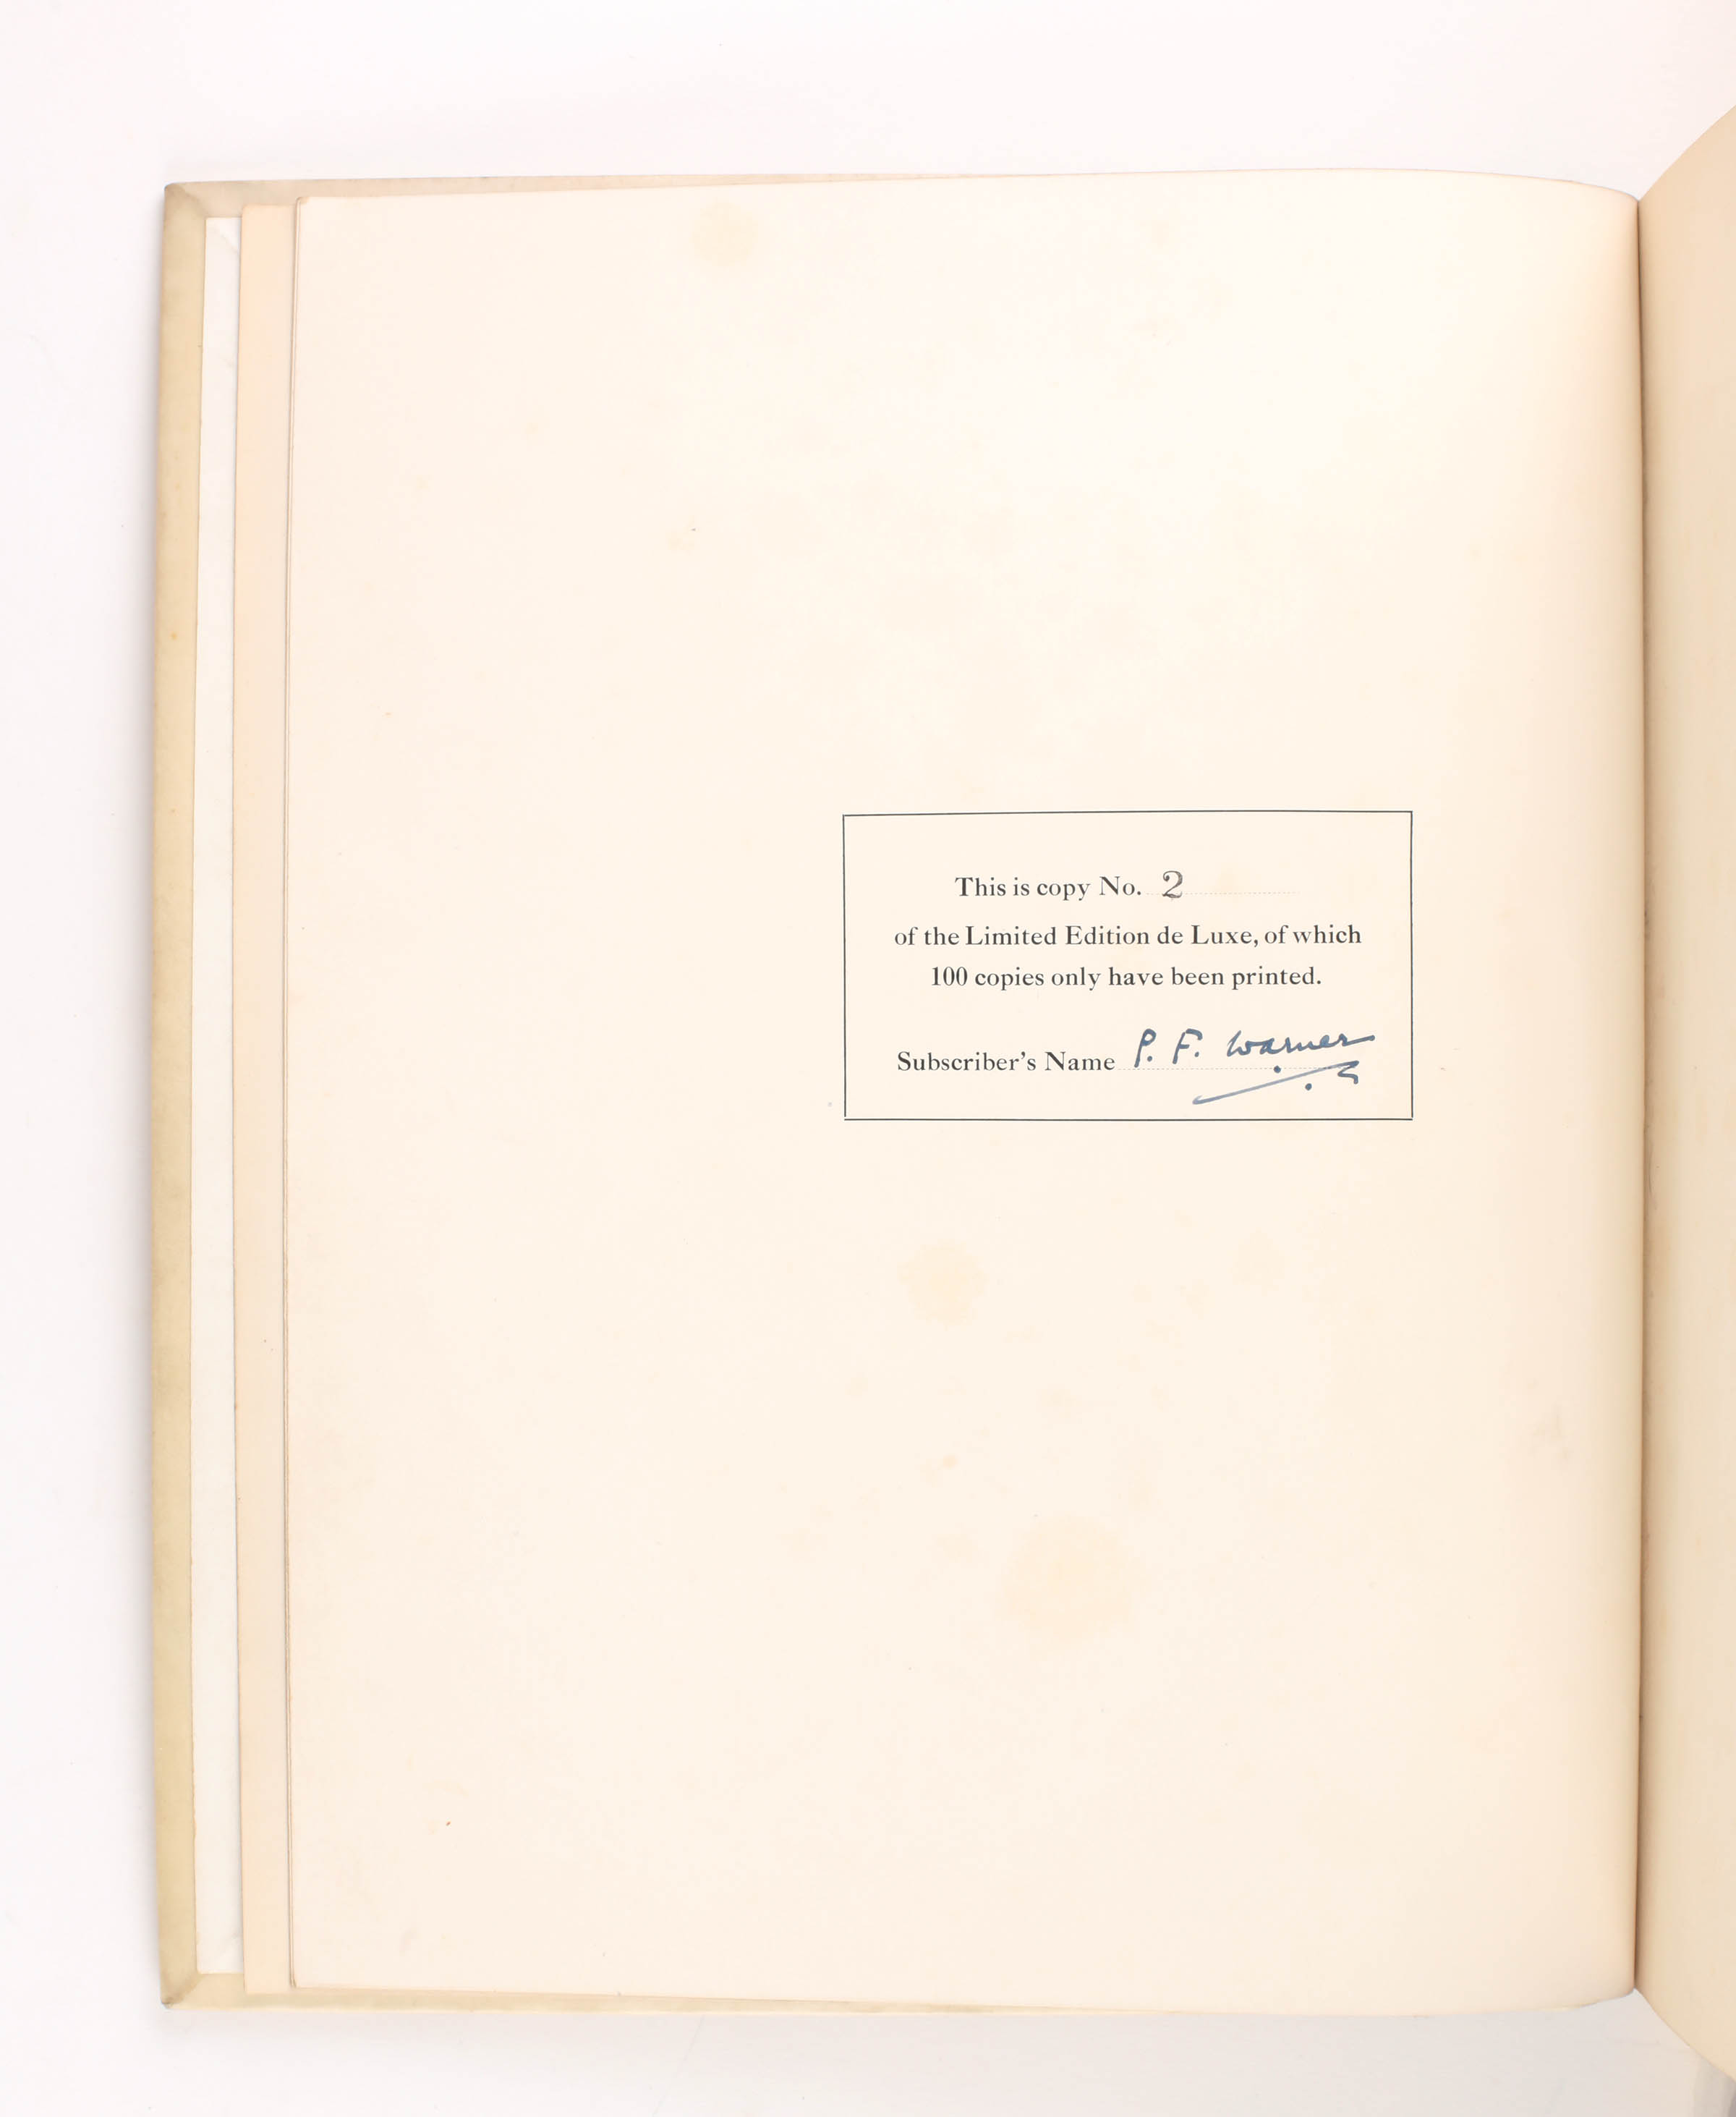 This is copy No. 2
of the Limited Edition de Luxe, of which
100 copies only have been printed.
Subscriber's Name P. F. Warner